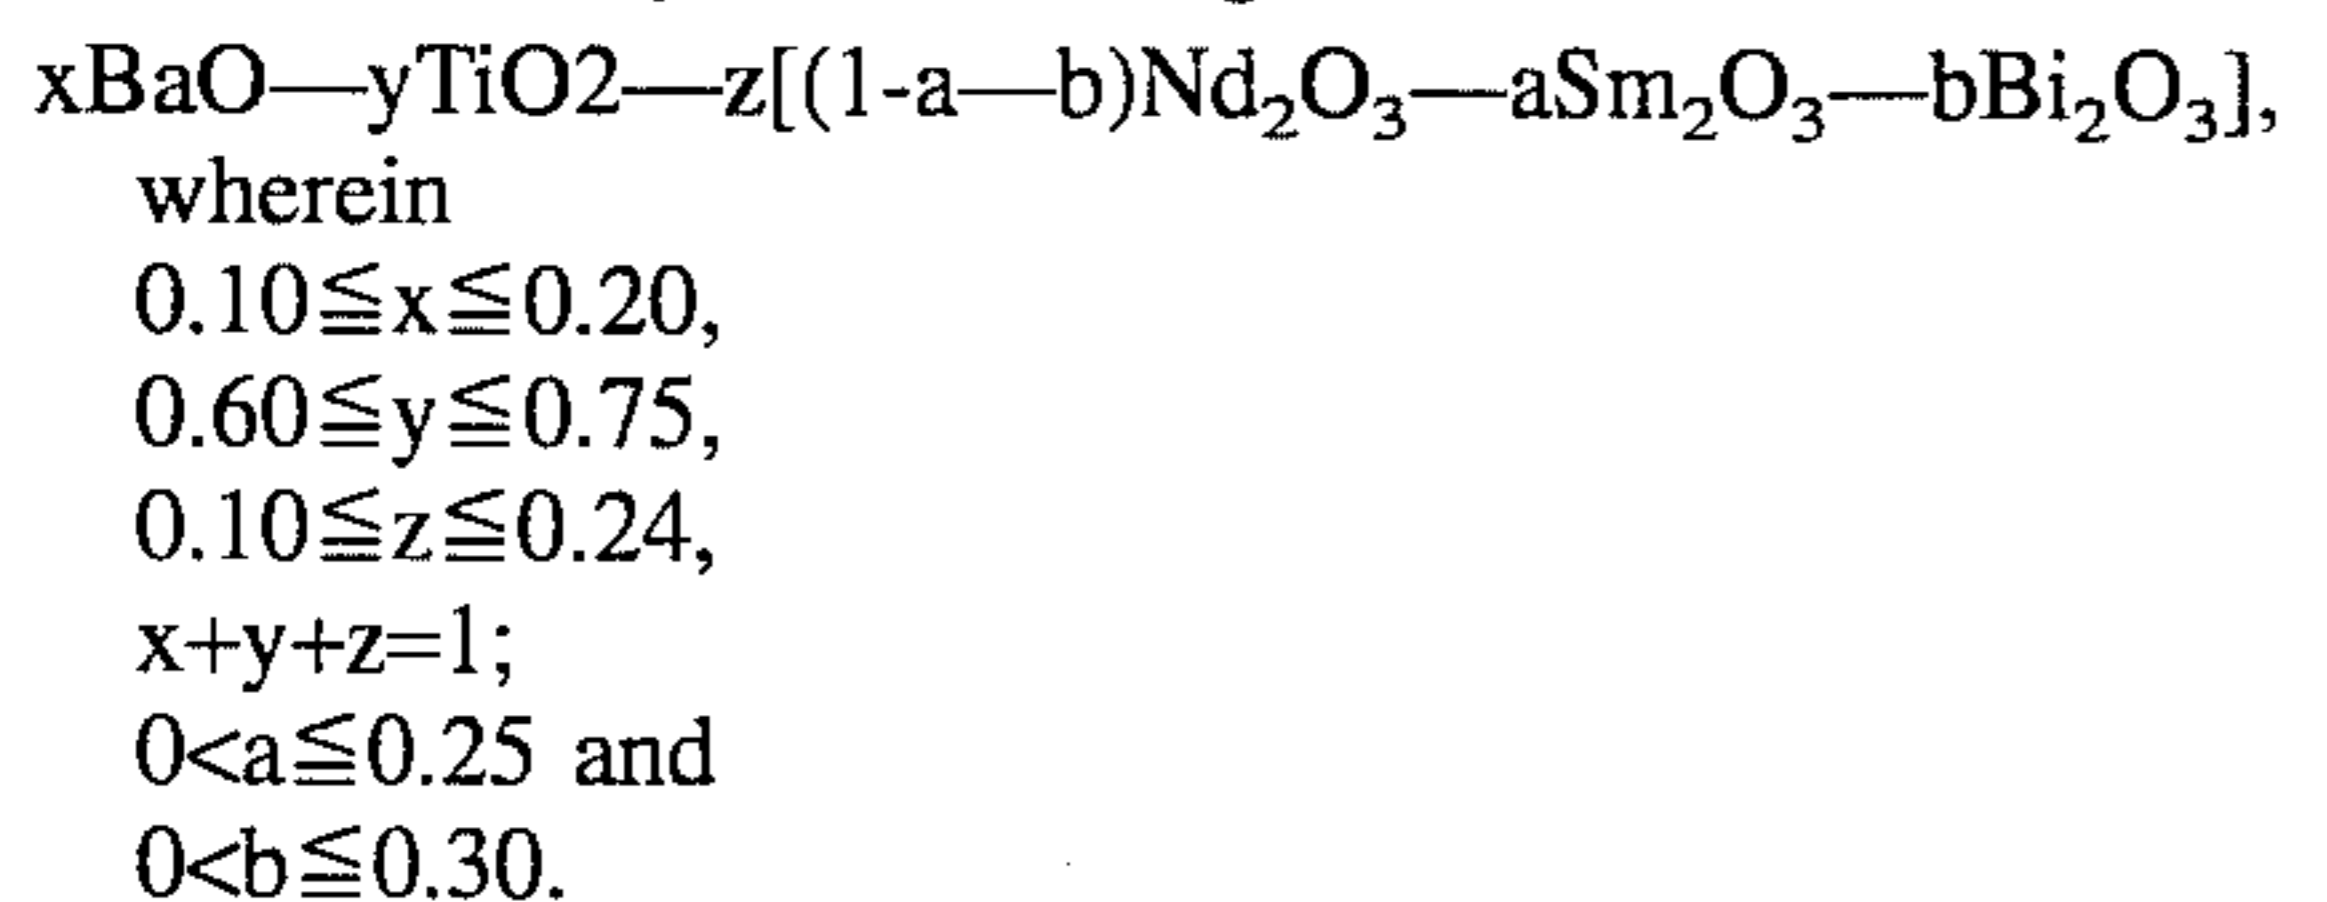 xBaO—yTiO2—z[(1-a—b)Nd₂O₃—aSm₂O₃—bBi₂O₃],
wherein
0.10≦x≦0.20,
0.60≦y≦0.75,
0.10≦z≦0.24,
x+y+z=1;
0<a≦0.25 and
0<b≦0.30.